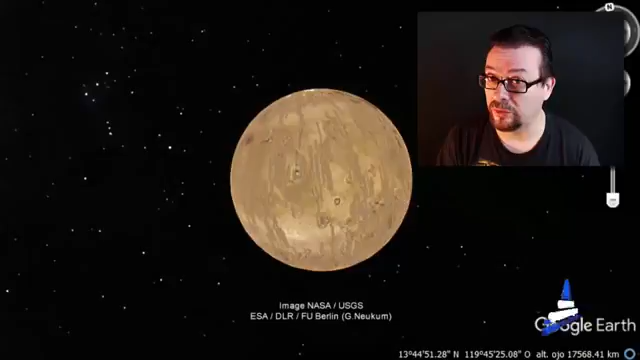 N
Image NASA / USGS
ESA / DLR / FU Berlin (G.Neukum)
Google Earth
13°44'51.28" N 119°45'25.08" O alt. ojo 17568.41 km